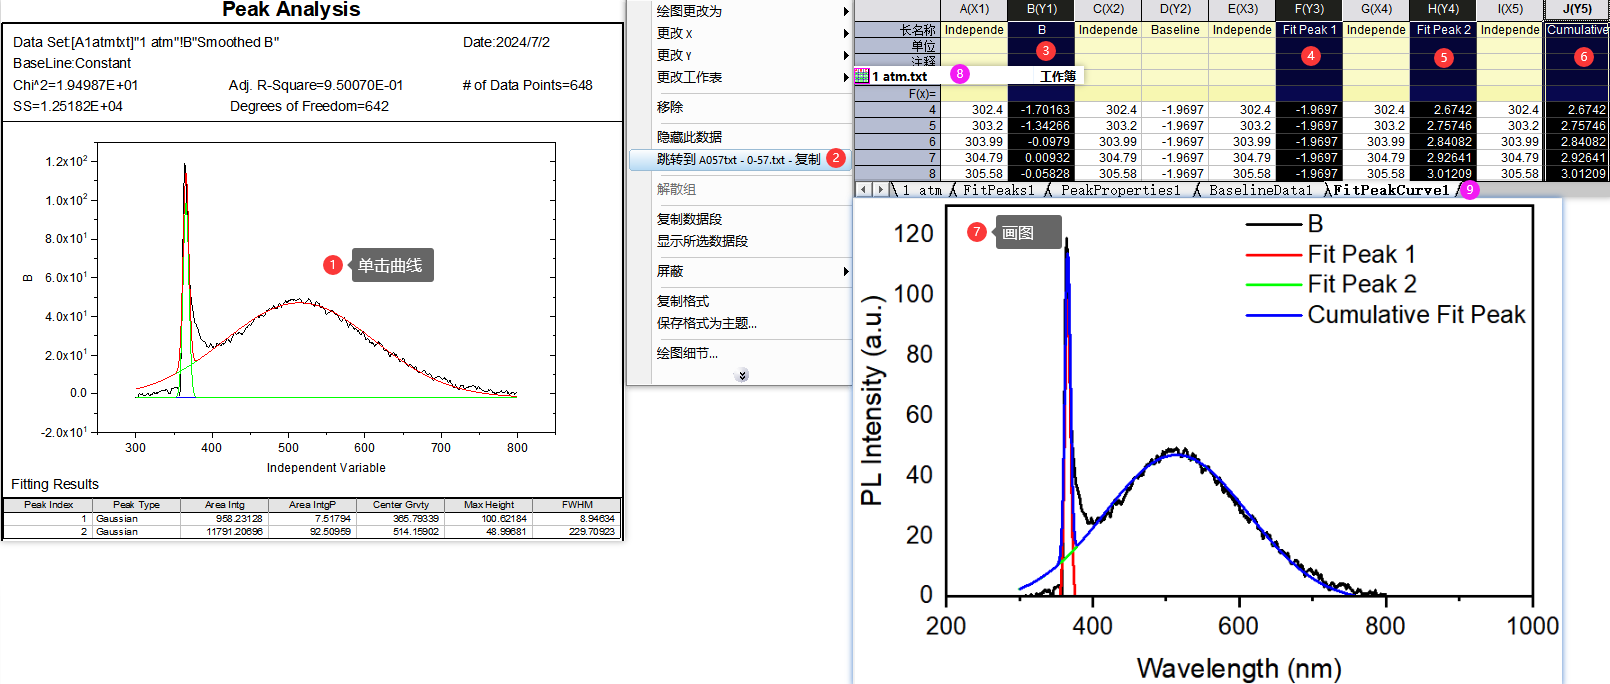 Peak Analysis
Data Set:[A1atmtxt]"1 atm"!B"Smoothed B"
Date:2024/7/2
BaseLine:Constant
Chi^2=1.94987E+01
Adj. R-Square=9.50070E-01
# of Data Points=648
SS=1.25182E+04
Degrees of Freedom=642
1.2x10²
1.0x10²
8.0x10¹
6.0x10¹
4.0x10¹
2.0x10¹
0.0
-2.0x10¹
B
300 400 500 600 700 800
Independent Variable
1 单击曲线
Fitting Results
Peak Index Peak Type Area Intg Area IntgP Center Grvty Max Height FWHM
1 Gaussian 958.23128 7.51794 365.79339 100.62184 8.94634
2 Gaussian 11791.20696 92.50959 514.15902 48.99681 229.70923
绘图更改为
更改 X
更改 Y
更改工作表
移除
隐藏此数据
跳转到 A057txt - 0-57.txt - 复制 2
解散组
复制数据段
显示所选数据段
屏蔽
复制格式
保存格式为主题...
绘图细节...
A(X1) B(Y1) C(X2) D(Y2) E(X3) F(Y3) G(X4) H(Y4) I(X5) J(Y5)
长名称 Independe B Independe Baseline Independe Fit Peak 1 Independe Fit Peak 2 Independe Cumulative
单位
3 4 5 6
注释
1 atm.txt 8 工作簿
F(x)=
4 302.4 -1.70163 302.4 -1.9697 302.4 -1.9697 302.4 2.6742 302.4 2.6742
5 303.2 -1.34266 303.2 -1.9697 303.2 -1.9697 303.2 2.75746 303.2 2.75746
6 303.99 -0.0979 303.99 -1.9697 303.99 -1.9697 303.99 2.84082 303.99 2.84082
7 304.79 0.00932 304.79 -1.9697 304.79 -1.9697 304.79 2.92641 304.79 2.92641
8 305.58 -0.05828 305.58 -1.9697 305.58 -1.9697 305.58 3.01209 305.58 3.01209
1 atm FitPeaks1 PeakProperties1 BaselineData1 FitPeakCurve1 9
7 画图
B
Fit Peak 1
Fit Peak 2
Cumulative Fit Peak
PL Intensity (a.u.)
120
100
80
60
40
20
0
200 400 600 800 1000
Wavelength (nm)